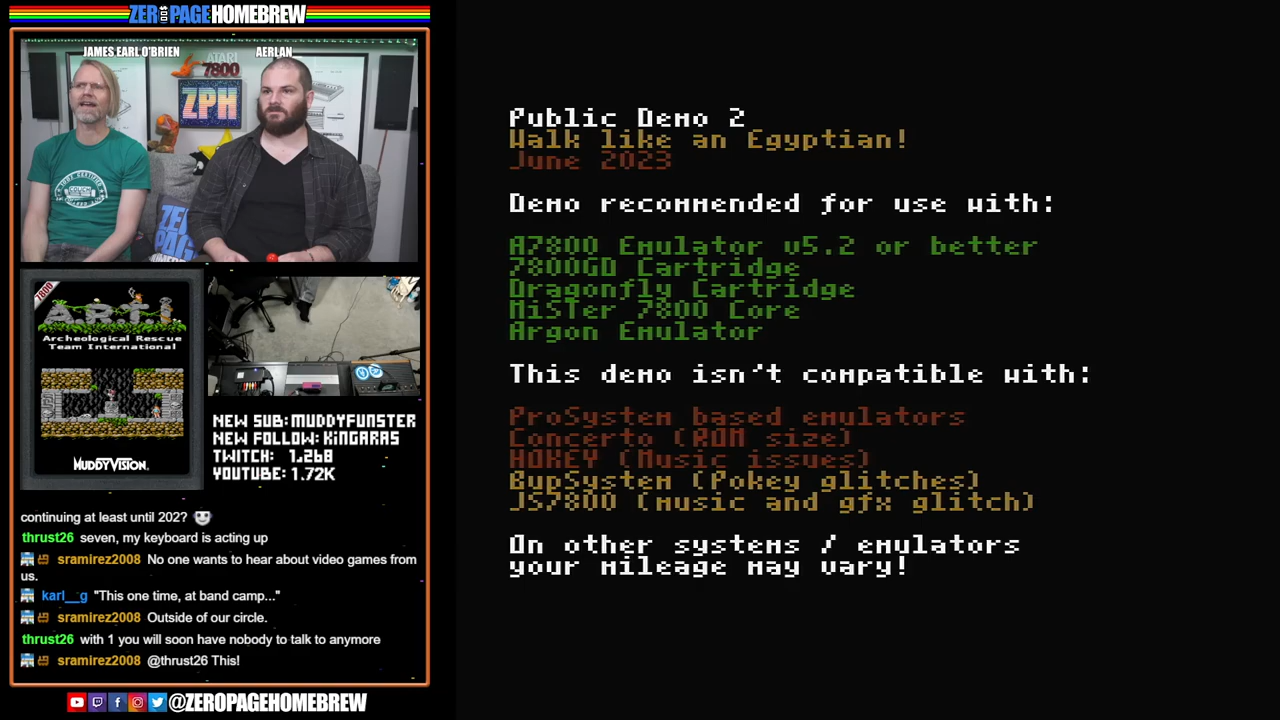 ZEROPAGE HOMEBREW
JAMES EARL O'BRIEN
AERLAN
ATARI
7800
ZPH
7800
A.R.T.I
Archeological Rescue
Team International
MUDDYVISION
NEW SUB: MUDDYFUNSTER
NEW FOLLOW: KINGARAS
TWITCH: 1,268
YOUTUBE: 1.72K
continuing at least until 202?
thrust26 seven, my keyboard is acting up
sramirez2008 No one wants to hear about video games from
us.
karl__g "This one time, at band camp..."
sramirez2008 Outside of our circle.
thrust26 with 1 you will soon have nobody to talk to anymore
sramirez2008 @thrust26 This!
@ZEROPAGEHOMEBREW
Public Demo 2
Walk like an Egyptian!
June 2023
Demo recommended for use with:
A7800 Emulator v5.2 or better
7800GD Cartridge
Dragonfly Cartridge
MiSTer 7800 Core
Argon Emulator
This demo isn't compatible with:
ProSystem based emulators
Concerto (ROM size)
HOKEY (Music issues)
BupSystem (Pokey glitches)
JS7800 (music and gfx glitch)
On other systems / emulators
your mileage may vary!